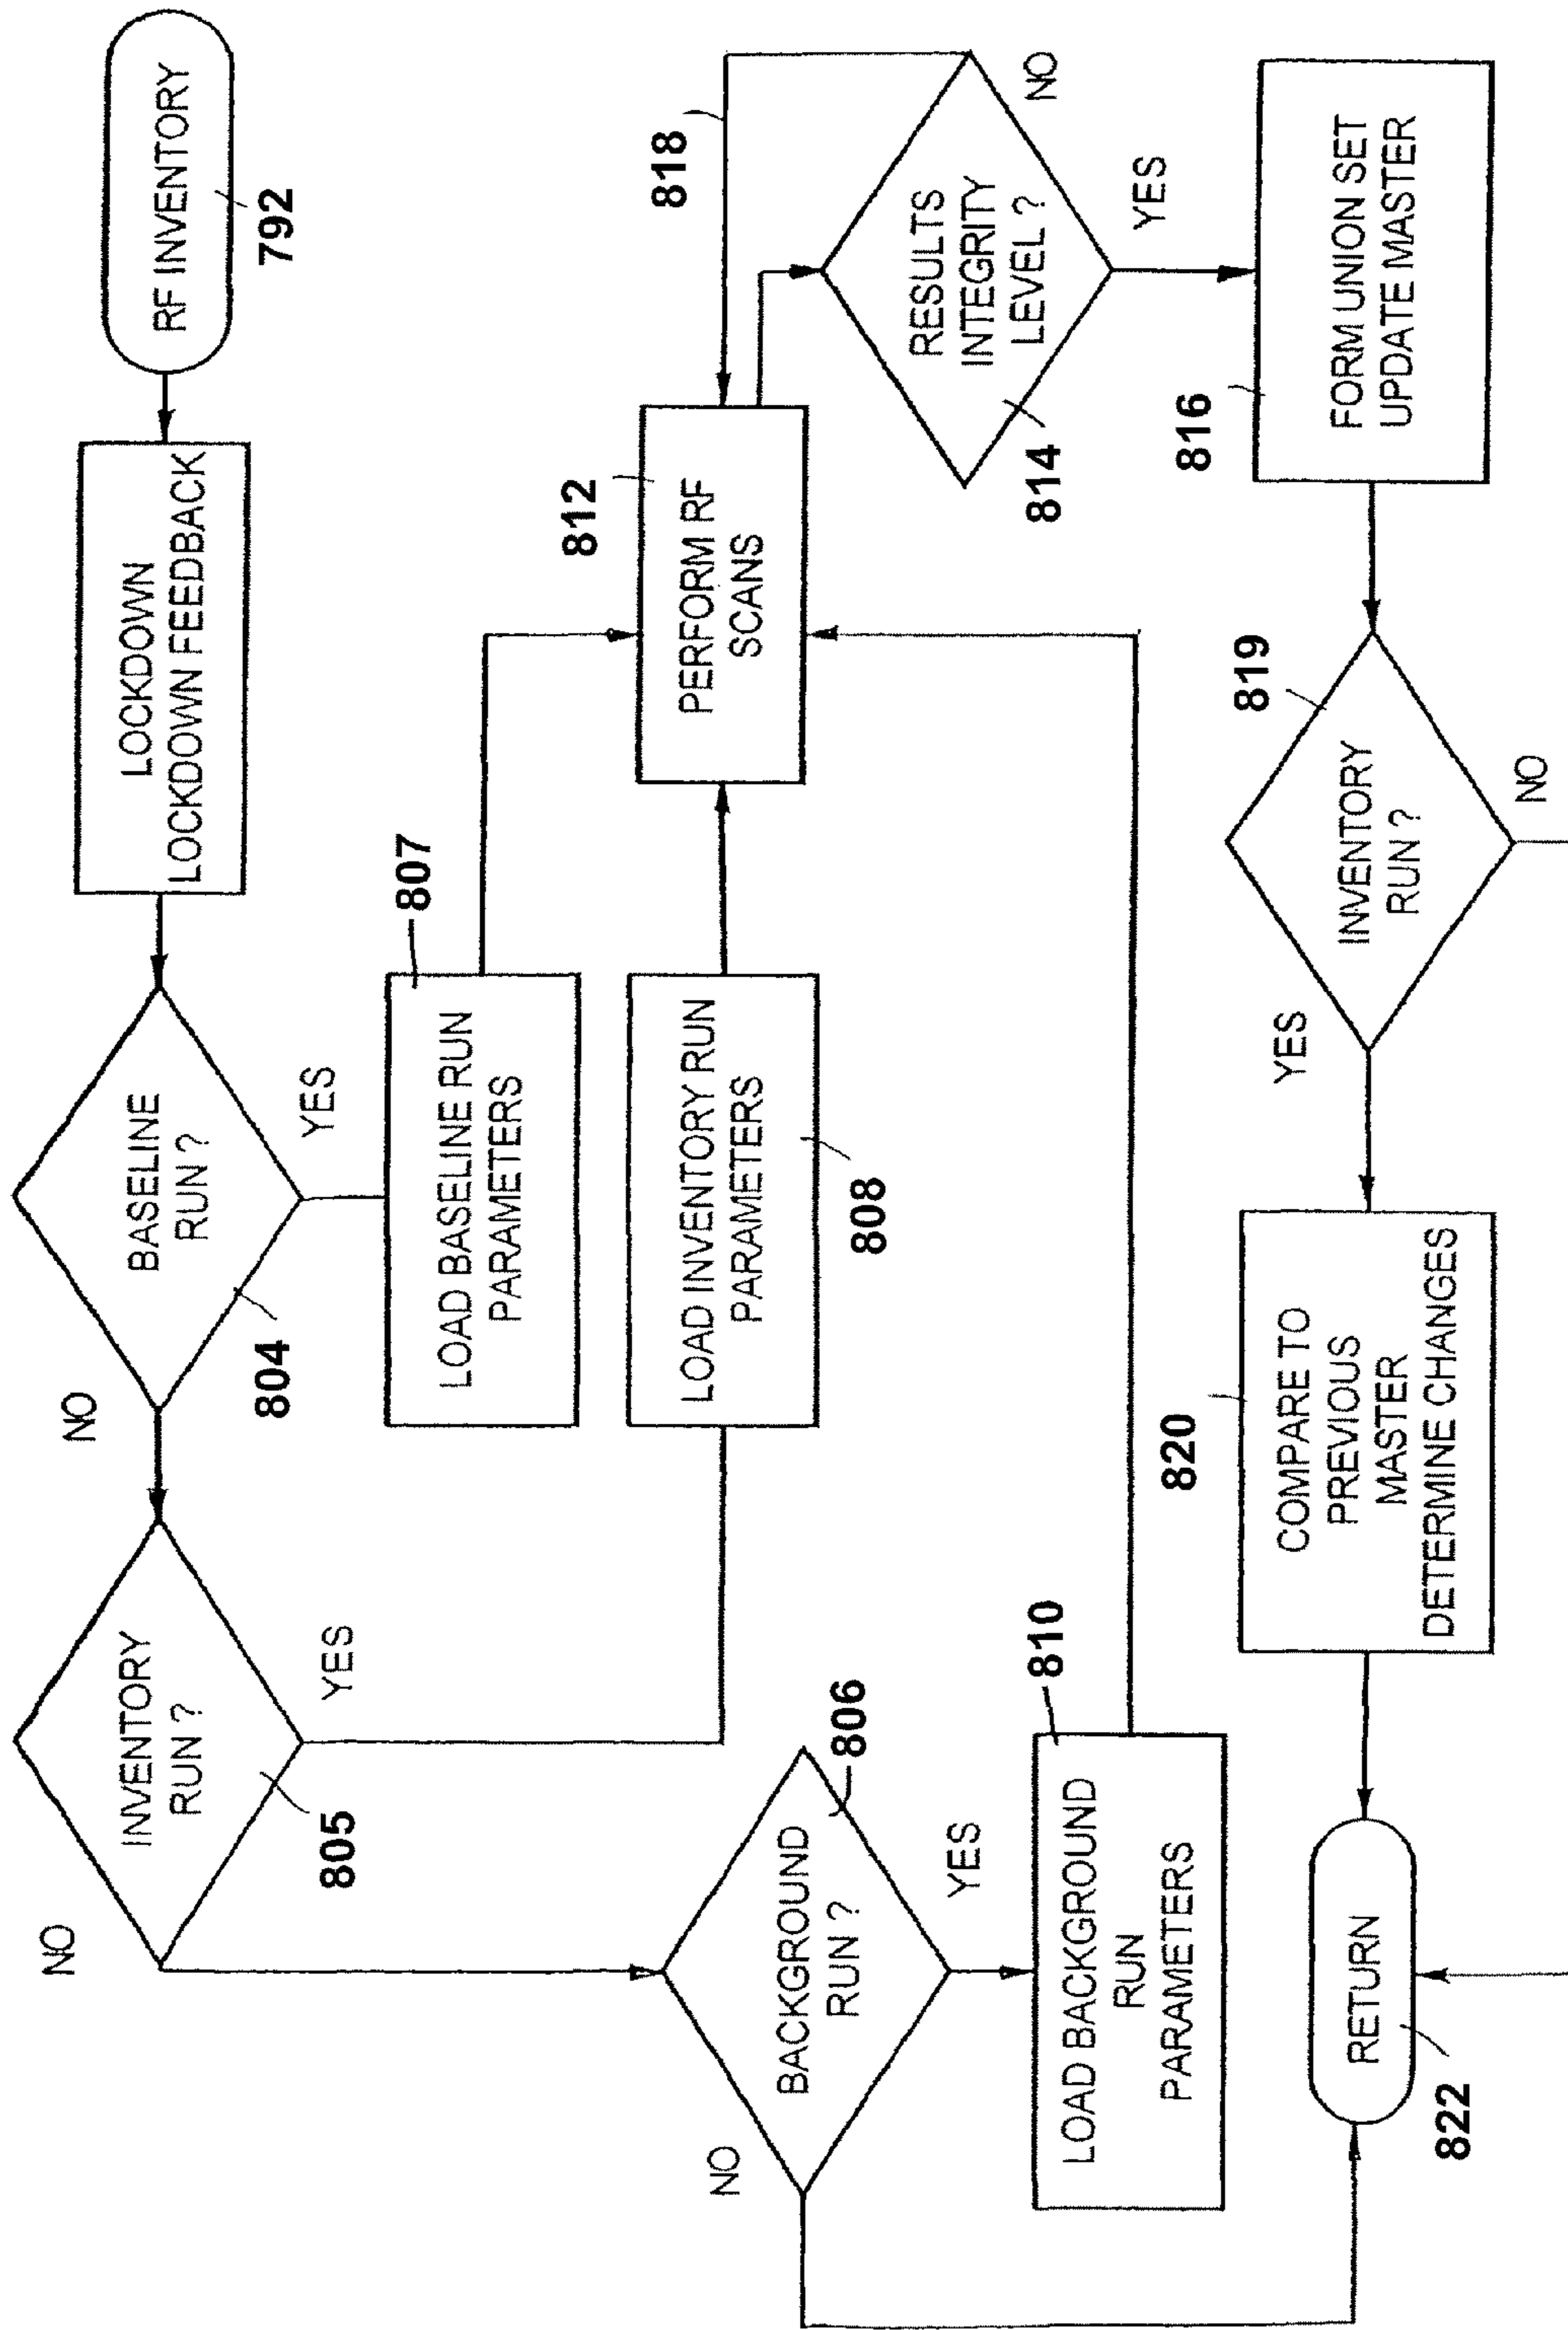 RF INVENTORY
792
LOCKDOWN
LOCKDOWN FEEDBACK
BASELINE
RUN ?
804
NO
YES
INVENTORY
RUN ?
805
NO
YES
LOAD BASELINE RUN
PARAMETERS
807
LOAD INVENTORY RUN
PARAMETERS
808
BACKGROUND
RUN ?
806
NO
YES
LOAD BACKGROUND
RUN
PARAMETERS
810
PERFORM RF
SCANS
812
818
RESULTS
INTEGRITY
LEVEL ?
814
NO
YES
FORM UNION SET
UPDATE MASTER
816
INVENTORY
RUN ?
819
YES
NO
COMPARE TO
PREVIOUS
MASTER
DETERMINE CHANGES
820
RETURN
822